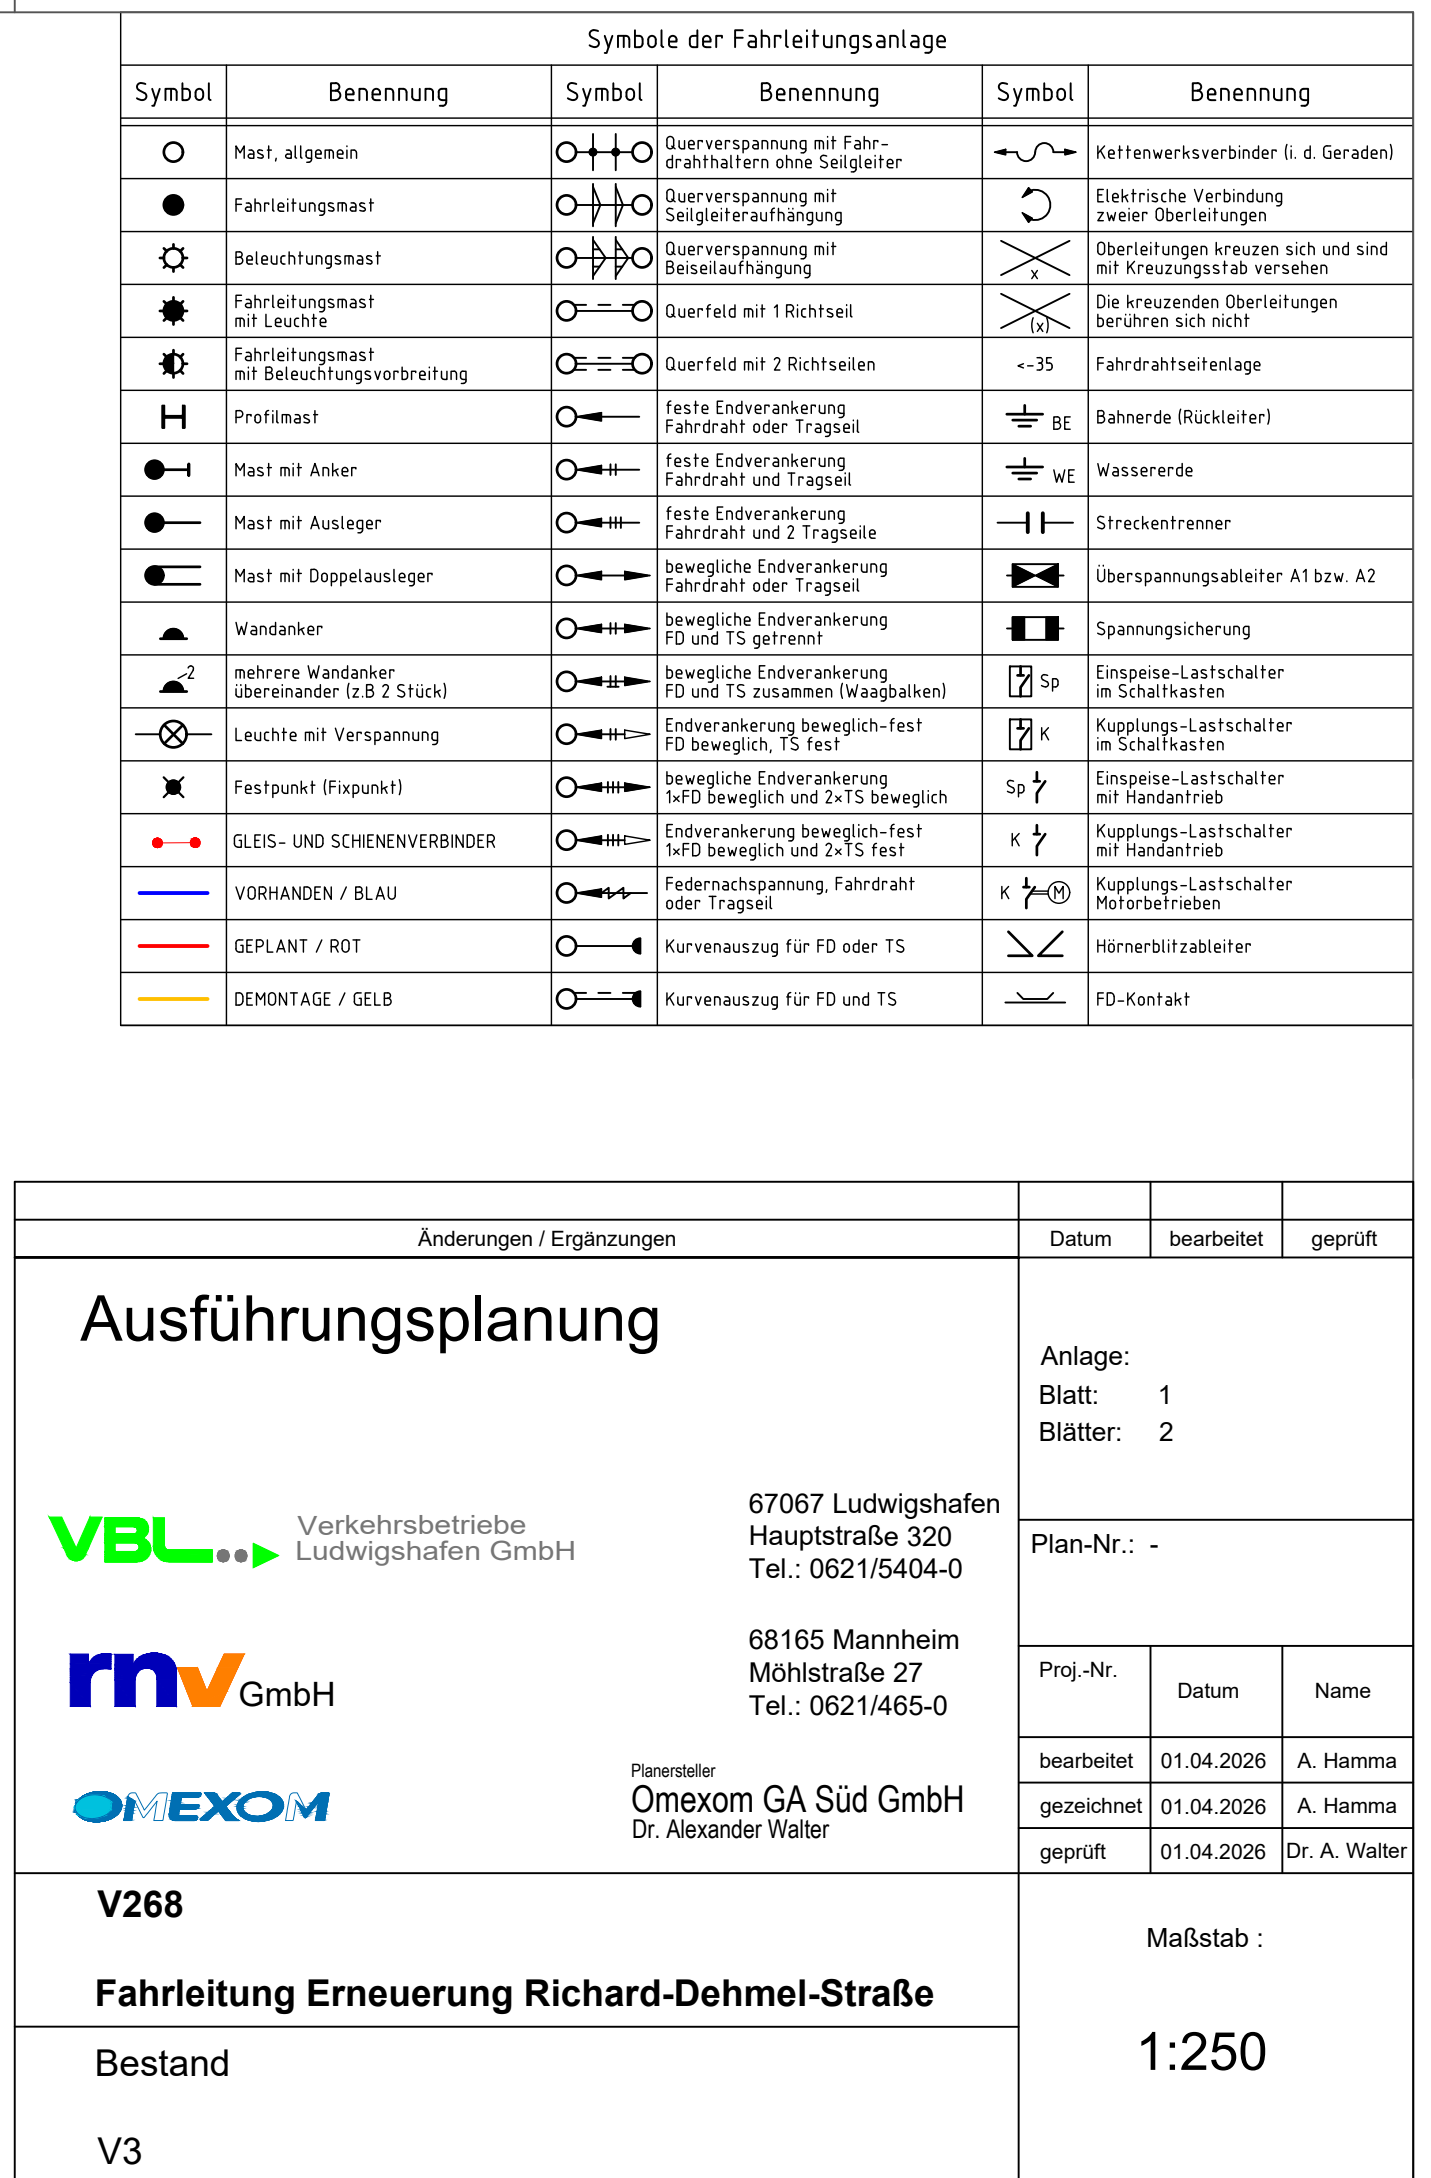 Symbole der Fahrleitungsanlage
Symbol Benennung Symbol Benennung Symbol Benennung
Mast, allgemein
Querverspannung mit Fahr-
drahthaltern ohne Seilgleiter
Kettenwerksverbinder (i. d. Geraden)
Fahrleitungsmast
Querverspannung mit
Seilgleiteraufhängung
Elektrische Verbindung
zweier Oberleitungen
Beleuchtungsmast
Querverspannung mit
Beiseilaufhängung
x
Oberleitungen kreuzen sich und sind
mit Kreuzungsstab versehen
Fahrleitungsmast
mit Leuchte
Querfeld mit 1 Richtseil
(x)
Die kreuzenden Oberleitungen
berühren sich nicht
Fahrleitungsmast
mit Beleuchtungsvorbreitung
Querfeld mit 2 Richtseilen
<-35
Fahrdrahtseitenlage
Profilmast
feste Endverankerung
Fahrdraht oder Tragseil
BE
Bahnerde (Rückleiter)
Mast mit Anker
feste Endverankerung
Fahrdraht und Tragseil
WE
Wassererde
Mast mit Ausleger
feste Endverankerung
Fahrdraht und 2 Tragseile
Streckentrenner
Mast mit Doppelausleger
bewegliche Endverankerung
Fahrdraht oder Tragseil
Überspannungsableiter A1 bzw. A2
Wandanker
bewegliche Endverankerung
FD und TS getrennt
Spannungsicherung
2
mehrere Wandanker
übereinander (z.B 2 Stück)
bewegliche Endverankerung
FD und TS zusammen (Waagbalken)
Sp
Einspeise-Lastschalter
im Schaltkasten
Leuchte mit Verspannung
Endverankerung beweglich-fest
FD beweglich, TS fest
K
Kupplungs-Lastschalter
im Schaltkasten
Festpunkt (Fixpunkt)
bewegliche Endverankerung
1×FD beweglich und 2×TS beweglich
Sp
Einspeise-Lastschalter
mit Handantrieb
GLEIS- UND SCHIENENVERBINDER
Endverankerung beweglich-fest
1×FD beweglich und 2×TS fest
K
Kupplungs-Lastschalter
mit Handantrieb
VORHANDEN / BLAU
Federnachspannung, Fahrdraht
oder Tragseil
K M
Kupplungs-Lastschalter
Motorbetrieben
GEPLANT / ROT
Kurvenauszug für FD oder TS
Hörnerblitzableiter
DEMONTAGE / GELB
Kurvenauszug für FD und TS
FD-Kontakt
Änderungen / Ergänzungen Datum bearbeitet geprüft
Ausführungsplanung
Anlage:
Blatt: 1
Blätter: 2
VBL
Verkehrsbetriebe
Ludwigshafen GmbH
67067 Ludwigshafen
Hauptstraße 320
Tel.: 0621/5404-0
Plan-Nr.: -
rnv GmbH
68165 Mannheim
Möhlstraße 27
Tel.: 0621/465-0
Proj.-Nr. Datum Name
bearbeitet 01.04.2026 A. Hamma
gezeichnet 01.04.2026 A. Hamma
geprüft 01.04.2026 Dr. A. Walter
OMEXOM
Planersteller
Omexom GA Süd GmbH
Dr. Alexander Walter
V268
Fahrleitung Erneuerung Richard-Dehmel-Straße
Maßstab :
1:250
Bestand
V3